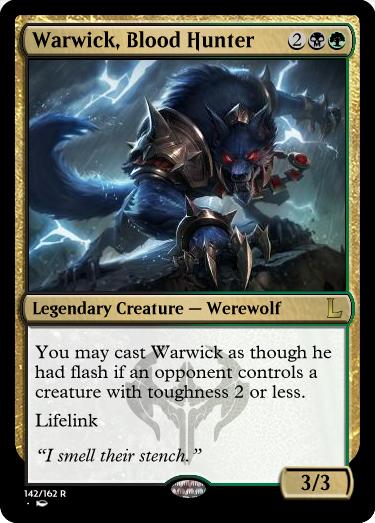 Warwick, Blood Hunter 2
Legendary Creature — Werewolf L
You may cast Warwick as though he
had flash if an opponent controls a
creature with toughness 2 or less.
Lifelink
“I smell their stench.”
3/3
142/162 R